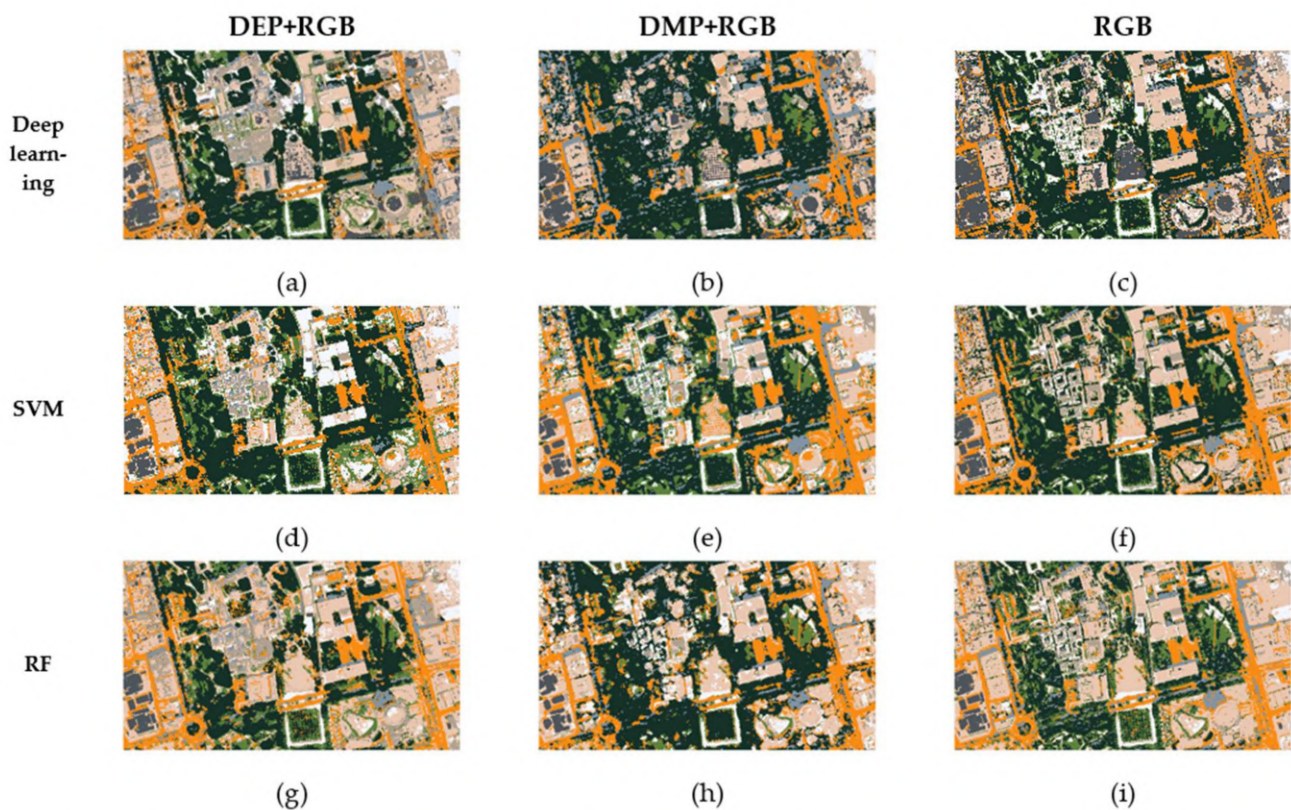 DEP+RGB DMP+RGB RGB
Deep
learn-
ing
(a) (b) (c)
SVM
(d) (e) (f)
RF
(g) (h) (i)